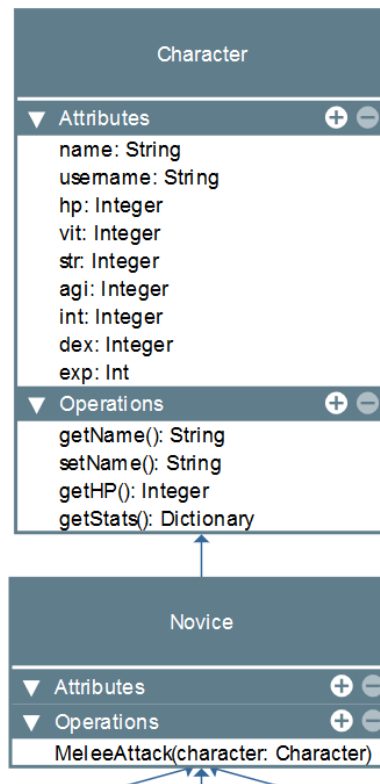 Character
Attributes
name: String
username: String
hp: Integer
vit: Integer
str: Integer
agi: Integer
int: Integer
dex: Integer
exp: Int
Operations
getName(): String
setName(): String
getHP(): Integer
getStats(): Dictionary
Novice
Attributes
Operations
MeleeAttack(character: Character)